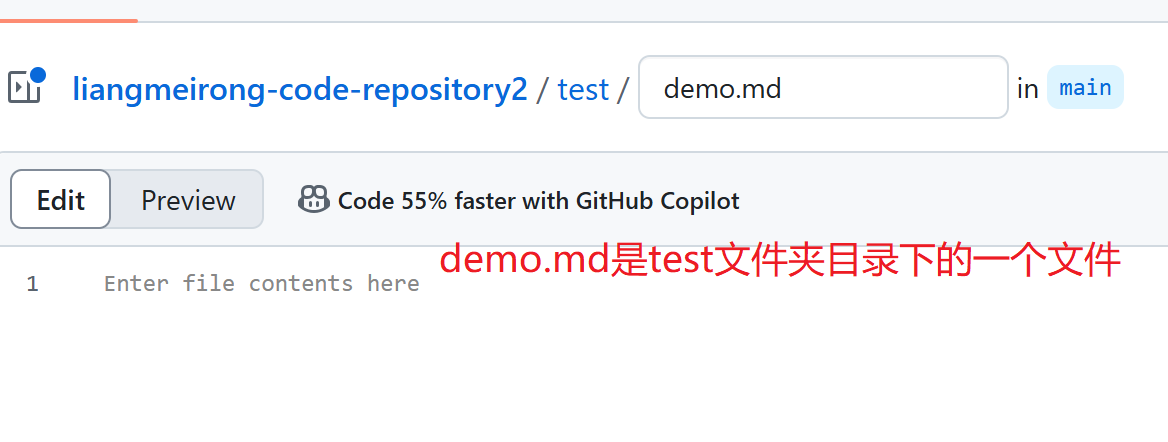 liangmeirong-code-repository2 / test / demo.md in main
Edit Preview Code 55% faster with GitHub Copilot
demo.md是test文件夹目录下的一个文件
1 Enter file contents here